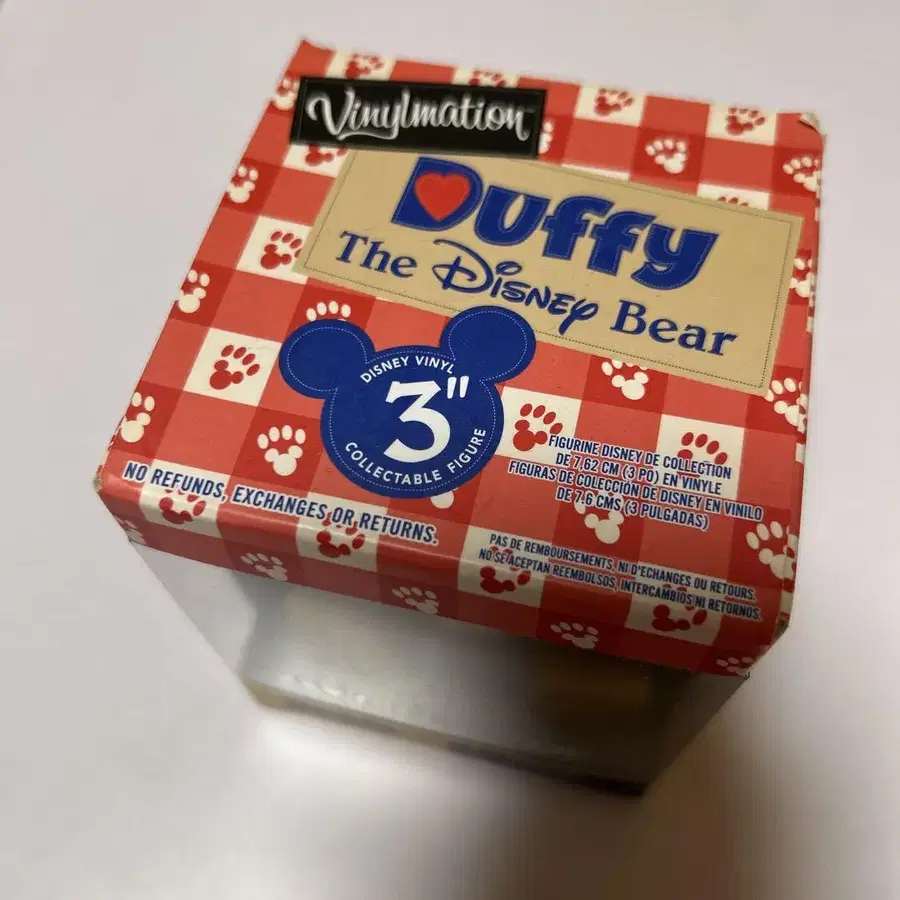 Vinylmation
Duffy
The Disney Bear
DISNEY VINYL
3"
COLLECTABLE FIGURE
FIGURINE DISNEY DE COLLECTION
DE 7,62 CM (3 PO) EN VINYLE
FIGURAS DE COLECCIÓN DE DISNEY EN VINILO
DE 7.6 CMS (3 PULGADAS)
NO REFUNDS, EXCHANGES OR RETURNS.
PAS DE REMBOURSEMENTS, NI D'ECHANGES OU RETOURS.
NO SE ACEPTAN REEMBOLSOS, INTERCAMBIOS NI RETORNOS.